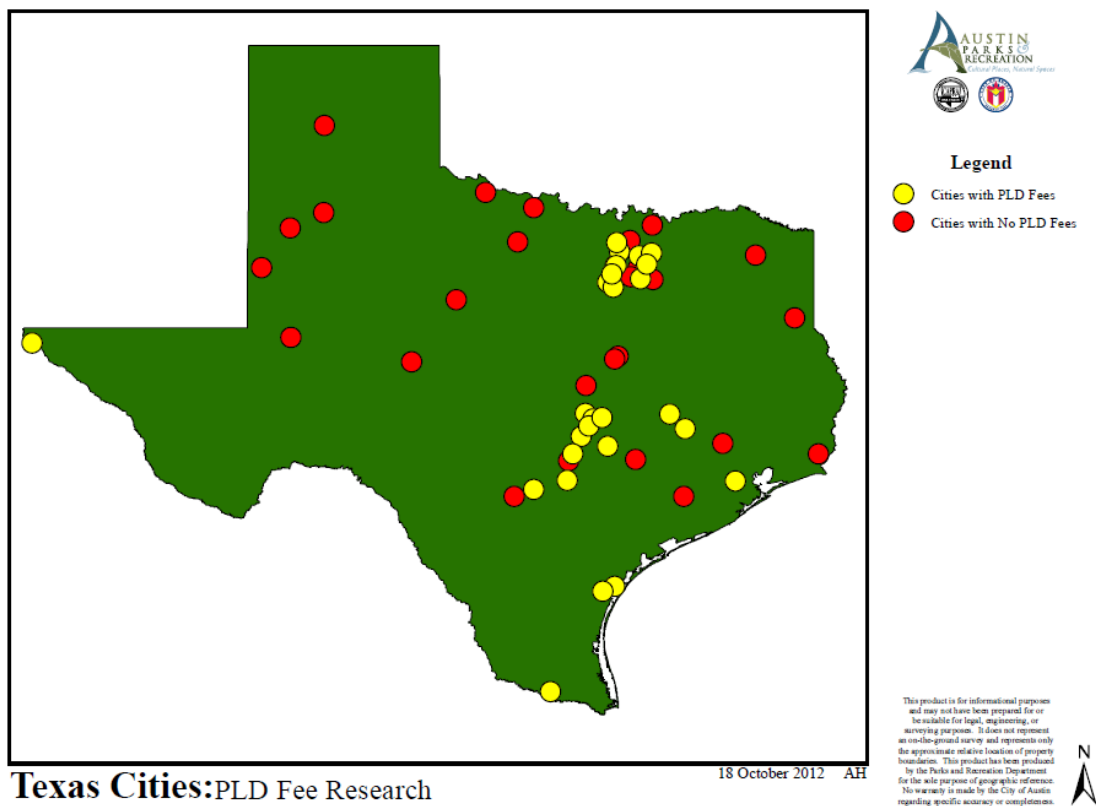 AUSTIN
PARKS
&
RECREATION
Cultural Places, Natural Spaces
Legend
Cities with PLD Fees
Cities with No PLD Fees
This product is for informational purposes
and may not have been prepared for or
be suitable for legal, engineering, or
surveying purposes. It does not represent
an on-the-ground survey and represents only
the approximate relative location of property
boundaries. This product has been produced
by the Parks and Recreation Department
for the sole purpose of geographic reference.
No warranty is made by the City of Austin
regarding specific accuracy or completeness.
N
18 October 2012 AH
Texas Cities:PLD Fee Research